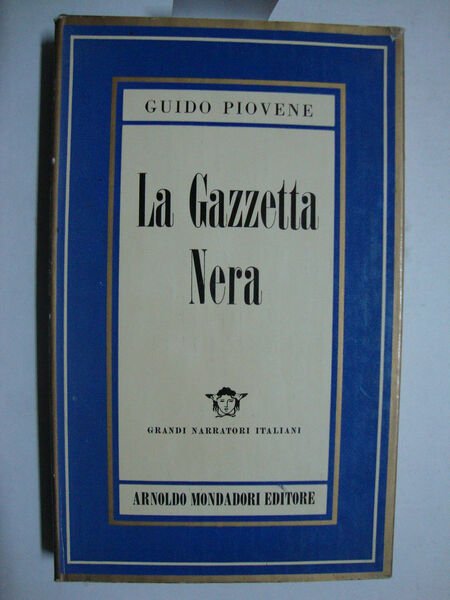 GUIDO PIOVENE
La Gazzetta
Nera
GRANDI NARRATORI ITALIANI
ARNOLDO MONDADORI EDITORE